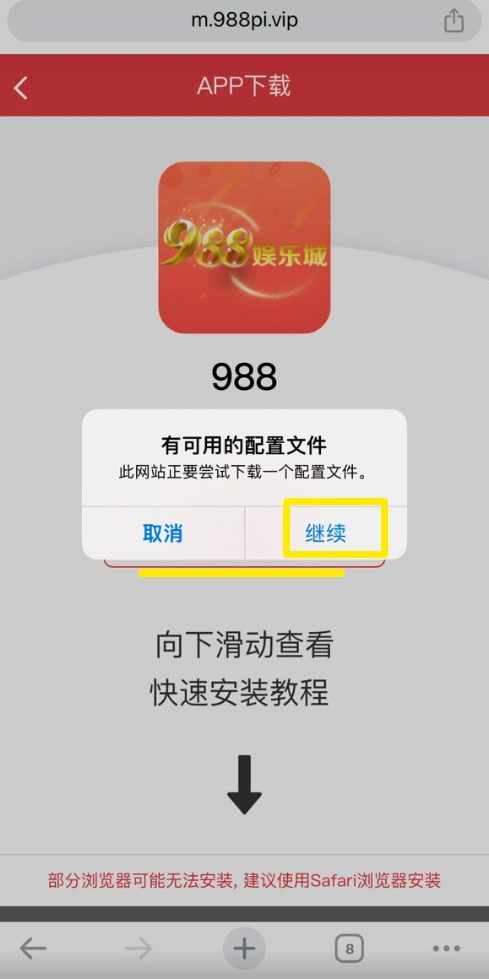 m.988pi.vip
APP下载
988娱乐城
988
有可用的配置文件
此网站正要尝试下载一个配置文件。
取消 继续
向下滑动查看
快速安装教程
部分浏览器可能无法安装, 建议使用Safari浏览器安装
8